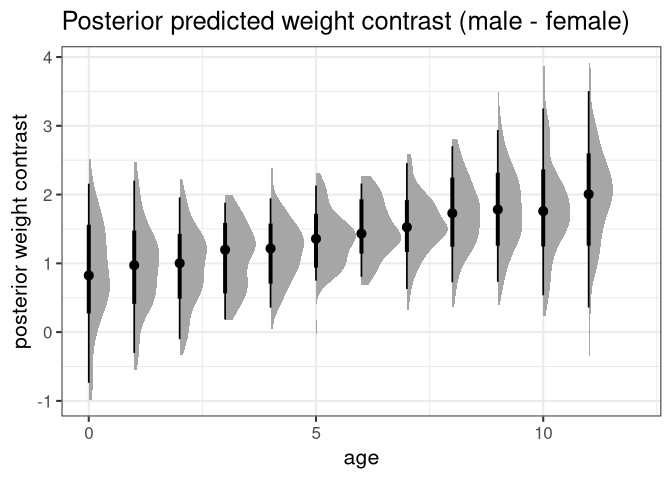 Posterior predicted weight contrast (male - female)
posterior weight contrast
4
3
2
1
0
-1
0 5 10
age